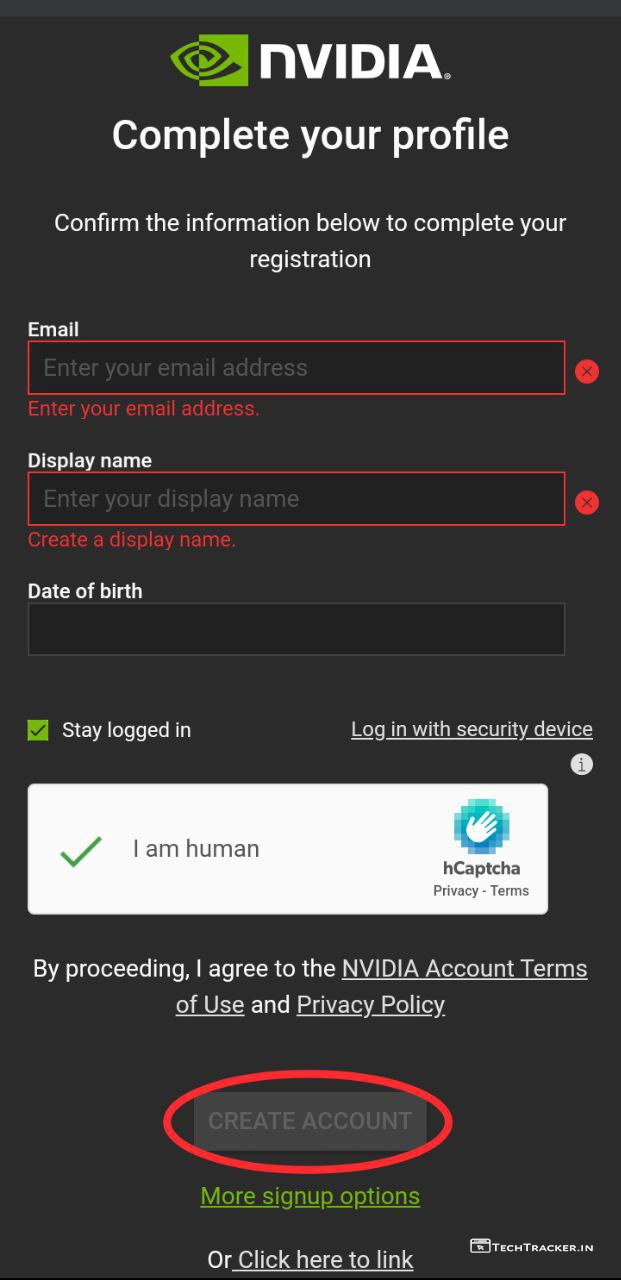 NVIDIA.
Complete your profile
Confirm the information below to complete your
registration
Email
Enter your email address
Enter your email address.
Display name
Enter your display name
Create a display name.
Date of birth
Stay logged in
Log in with security device
i
I am human
hCaptcha
Privacy - Terms
By proceeding, I agree to the NVIDIA Account Terms
of Use and Privacy Policy
CREATE ACCOUNT
More signup options
TECHTRACKER.IN
Or Click here to link